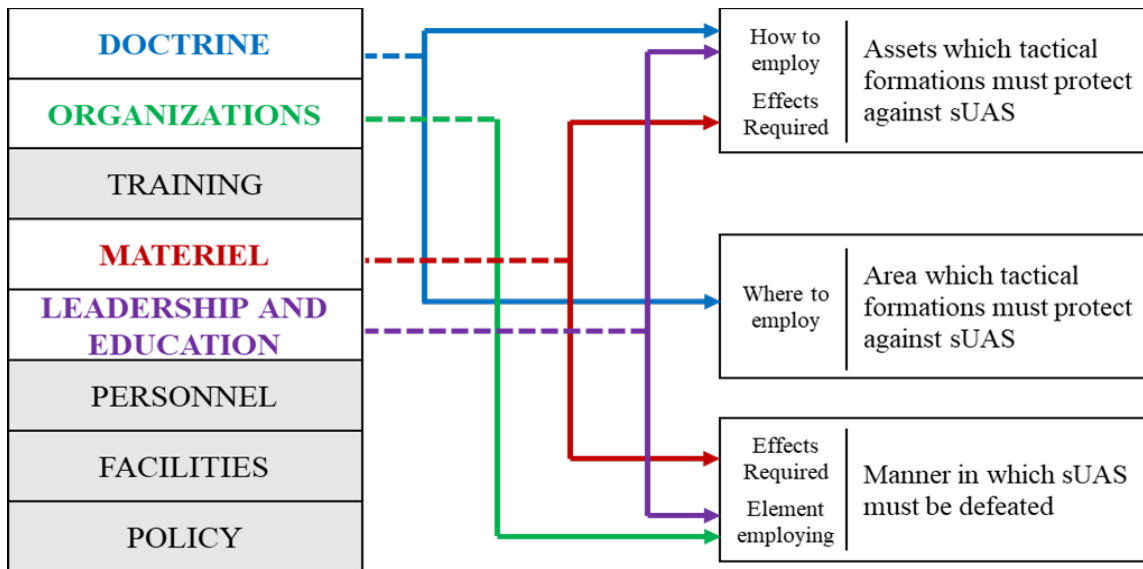 DOCTRINE
ORGANIZATIONS
TRAINING
MATERIEL
LEADERSHIP AND
EDUCATION
PERSONNEL
FACILITIES
POLICY
How to
employ
Effects
Required
Assets which tactical
formations must protect
against sUAS
Where to
employ
Area which tactical
formations must protect
against sUAS
Effects
Required
Element
employing
Manner in which sUAS
must be defeated